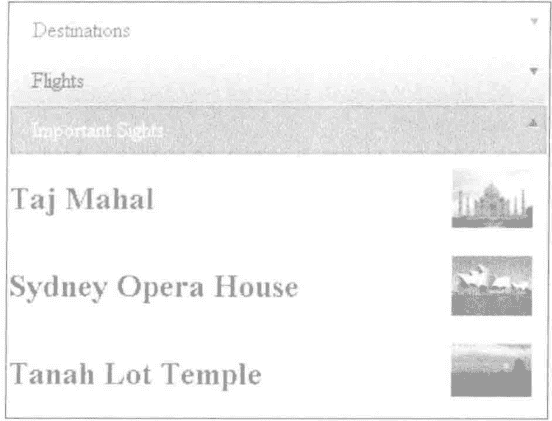 Destinations
Flights
Important Sights
Taj Mahal
Sydney Opera House
Tanah Lot Temple